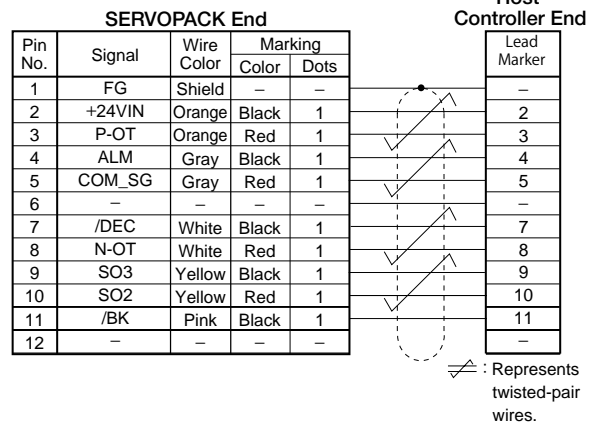 Host
SERVOPACK End Controller End
Pin No. Signal Wire Color Marking Lead Marker
Color Dots
1 FG Shield – – –
2 +24VIN Orange Black 1 2
3 P-OT Orange Red 1 3
4 ALM Gray Black 1 4
5 COM_SG Gray Red 1 5
6 – – – – –
7 /DEC White Black 1 7
8 N-OT White Red 1 8
9 SO3 Yellow Black 1 9
10 SO2 Yellow Red 1 10
11 /BK Pink Black 1 11
12 – – – – –
: Represents
twisted-pair
wires.